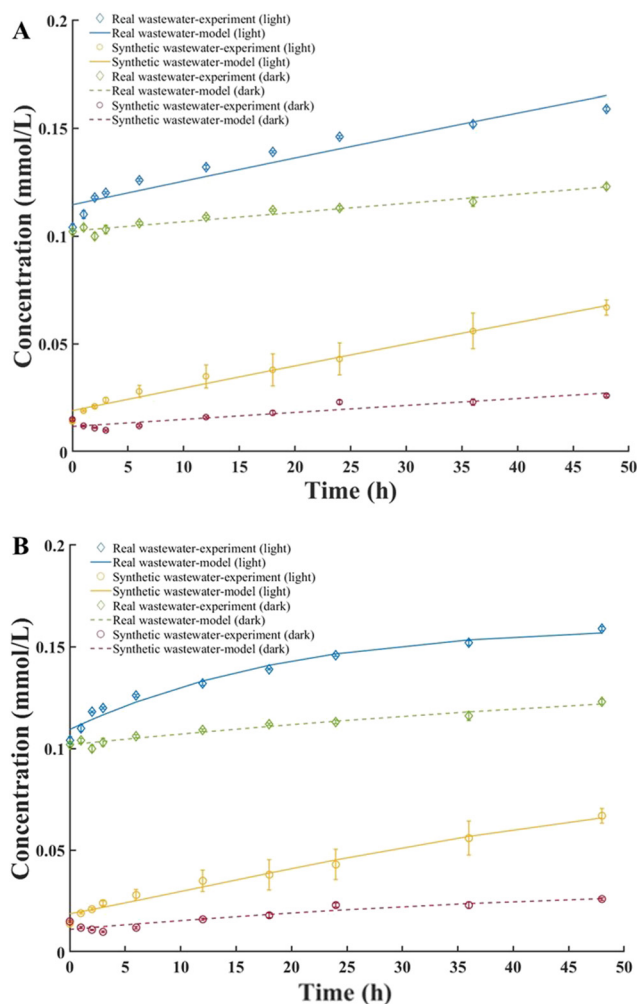 A
0.2
Real wastewater-experiment (light)
Real wastewater-model (light)
Synthetic wastewater-experiment (light)
Synthetic wastewater-model (light)
Real wastewater-experiment (dark)
Real wastewater-model (dark)
Synthetic wastewater-experiment (dark)
Synthetic wastewater-model (dark)
0.15
0.1
0.05
0
Concentration (mmol/L)
0 5 10 15 20 25 30 35 40 45 50
Time (h)
B
0.2
Real wastewater-experiment (light)
Real wastewater-model (light)
Synthetic wastewater-experiment (light)
Synthetic wastewater-model (light)
Real wastewater-experiment (dark)
Real wastewater-model (dark)
Synthetic wastewater-experiment (dark)
Synthetic wastewater-model (dark)
0.15
0.1
0.05
0
Concentration (mmol/L)
0 5 10 15 20 25 30 35 40 45 50
Time (h)